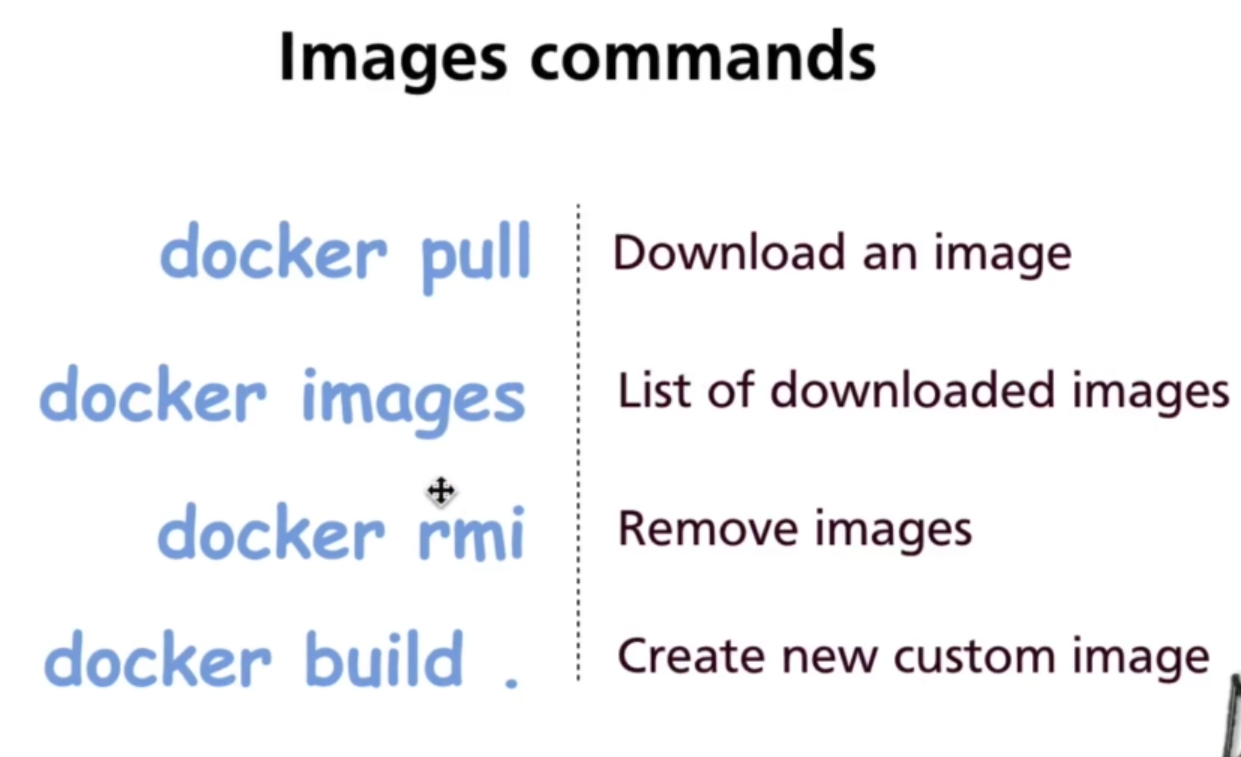 Images commands
docker pull Download an image
docker images List of downloaded images
docker rmi Remove images
docker build . Create new custom image